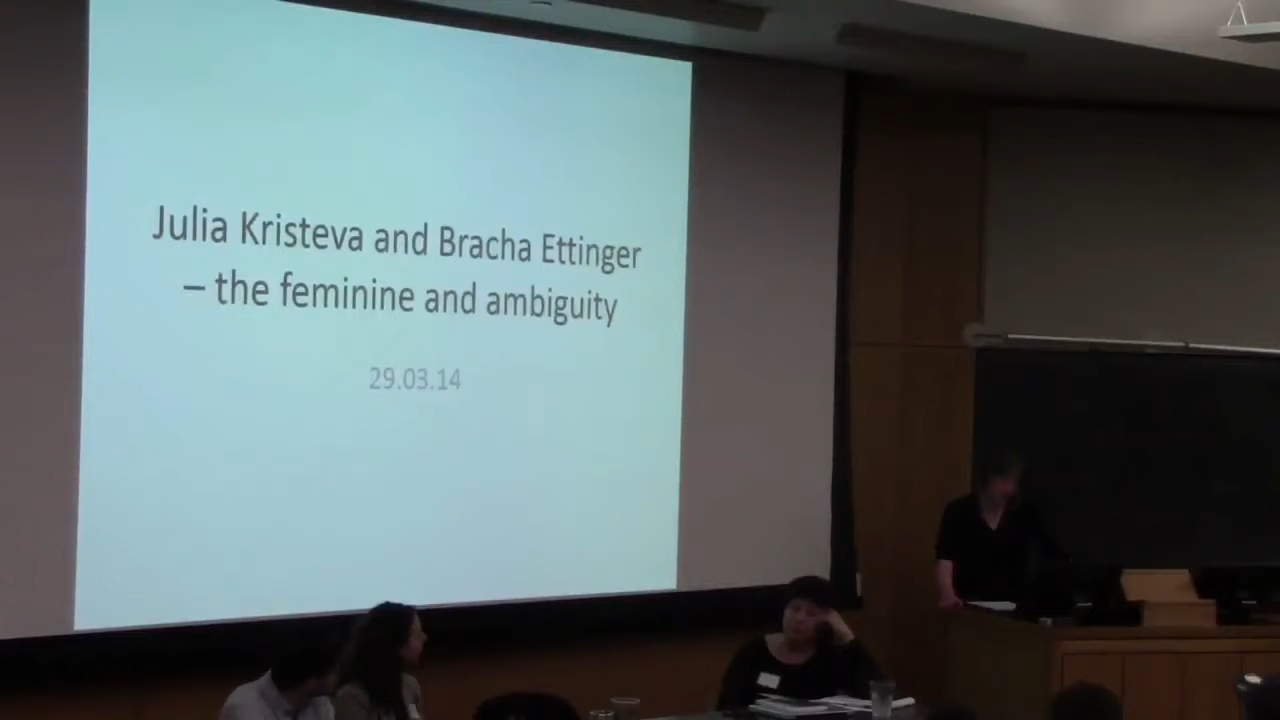 Julia Kristeva and Bracha Ettinger
– the feminine and ambiguity
29.03.14